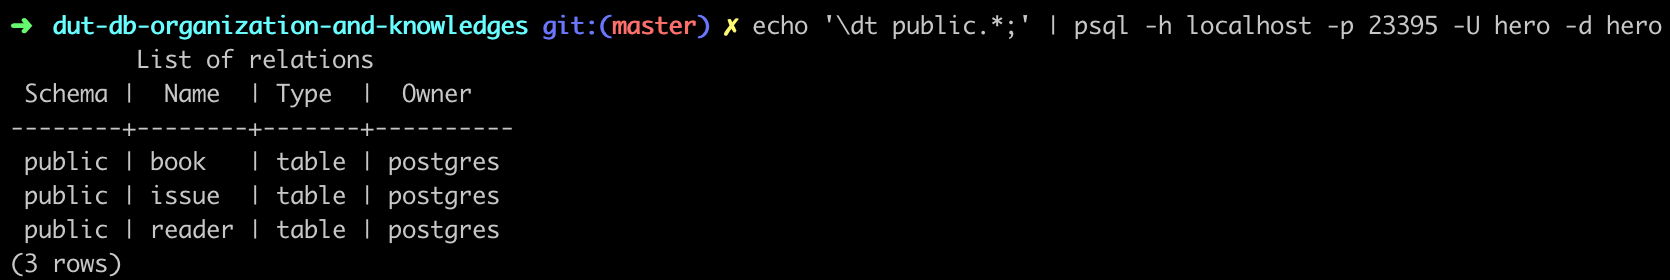 ➜  dut-db-organization-and-knowledges git:(master) ✗ echo '\dt public.*;' | psql -h localhost -p 23395 -U hero -d hero
         List of relations
 Schema |  Name  | Type  |  Owner
--------+--------+-------+----------
 public | book   | table | postgres
 public | issue  | table | postgres
 public | reader | table | postgres
(3 rows)